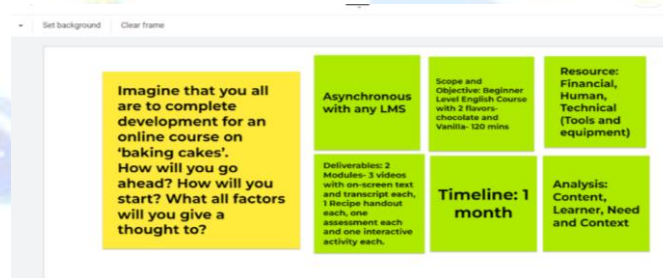 Set background Clear frame
Imagine that you all
are to complete
development for an
online course on
‘baking cakes’.
How will you go
ahead? How will you
start? What all factors
will you give a
thought to?
Asynchronous
with any LMS
Scope and
Objective: Beginner
Level English Course
with 2 flavors-
chocolate and
Vanilla- 120 mins
Resource:
Financial,
Human,
Technical
(Tools and
equipment)
Deliverables: 2
Modules- 3 videos
with on-screen text
and transcript each,
1 Recipe handout
each, one
assessment each
and one interactive
activity each.
Timeline: 1
month
Analysis:
Content,
Learner, Need
and Context